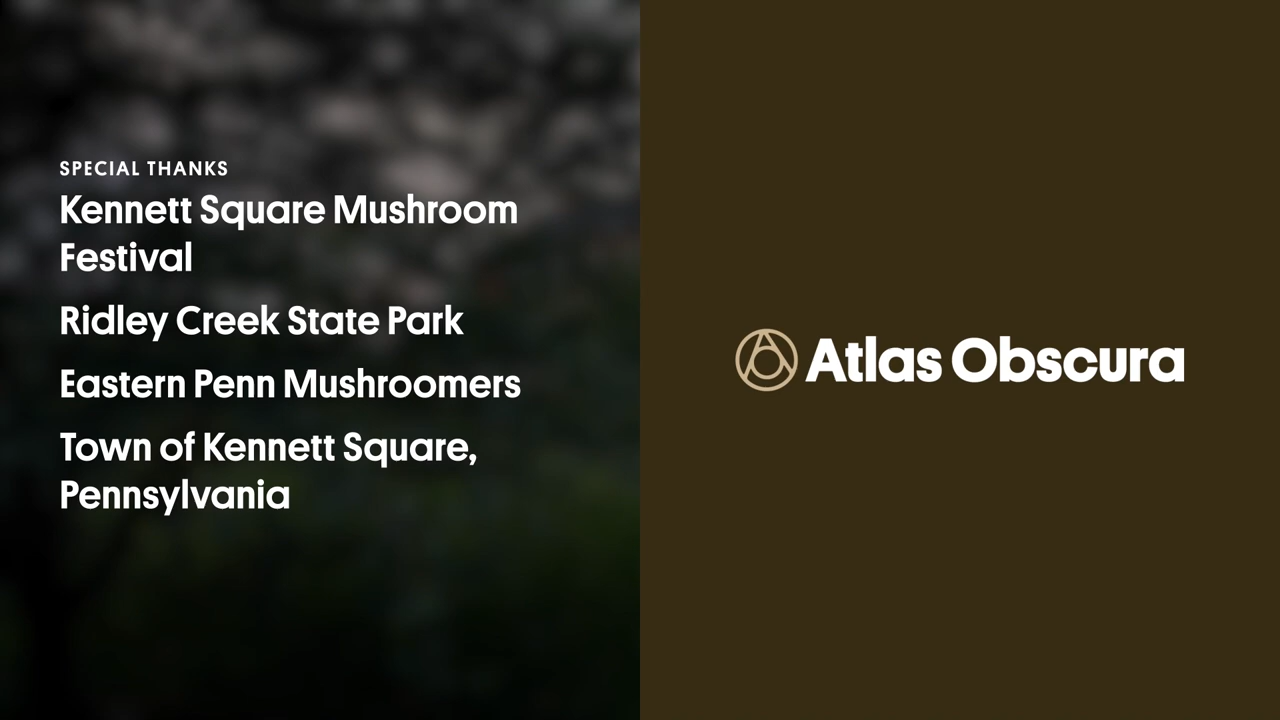 SPECIAL THANKS
Kennett Square Mushroom
Festival
Ridley Creek State Park
Eastern Penn Mushroomers
Town of Kennett Square,
Pennsylvania
Atlas Obscura